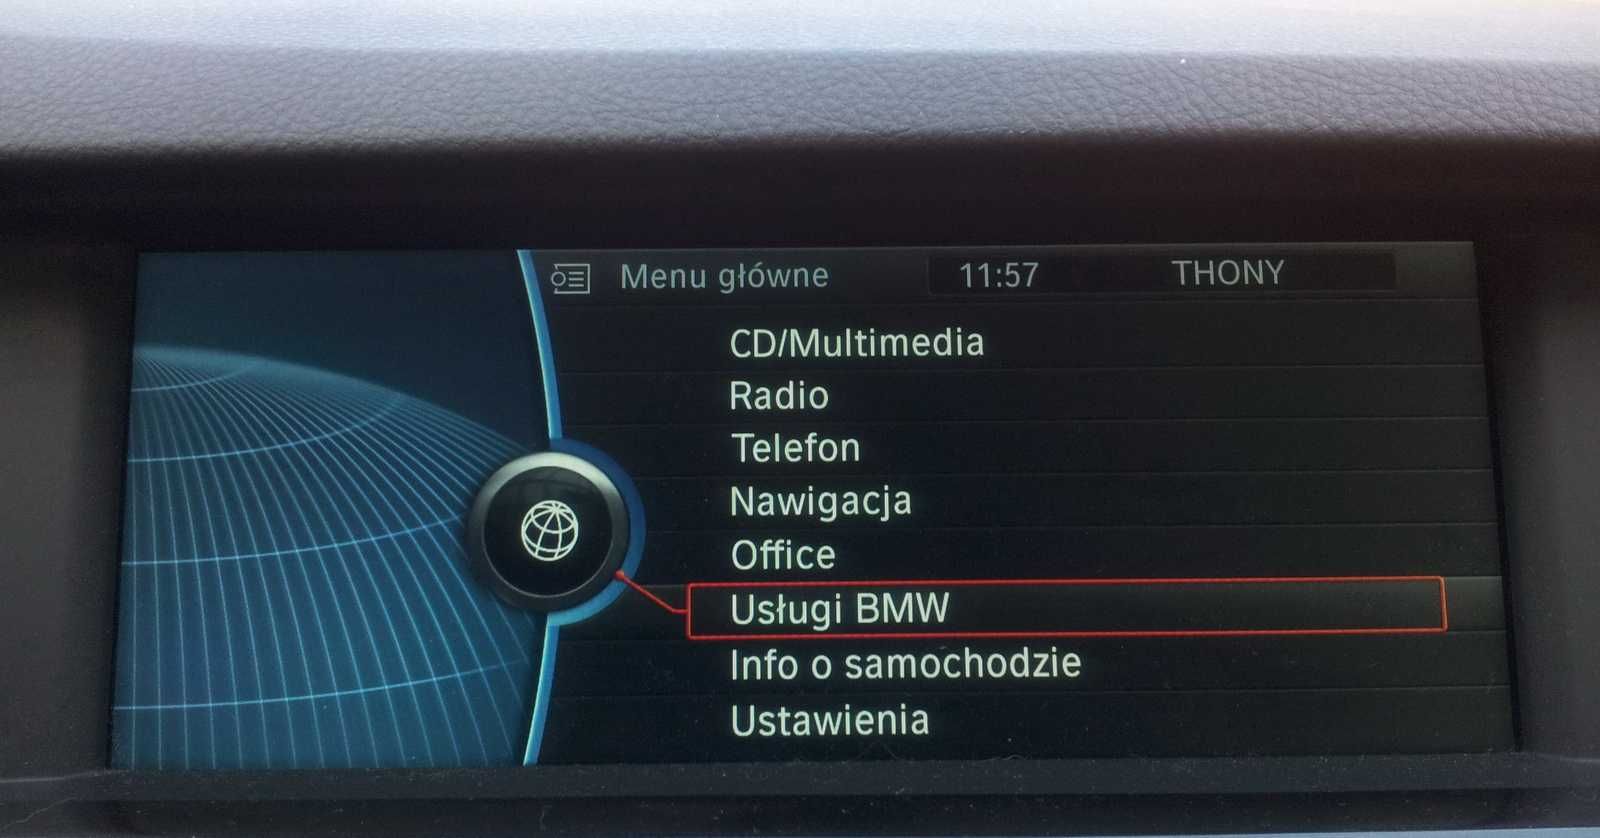 Menu główne 11:57 THONY
CD/Multimedia
Radio
Telefon
Nawigacja
Office
Usługi BMW
Info o samochodzie
Ustawienia